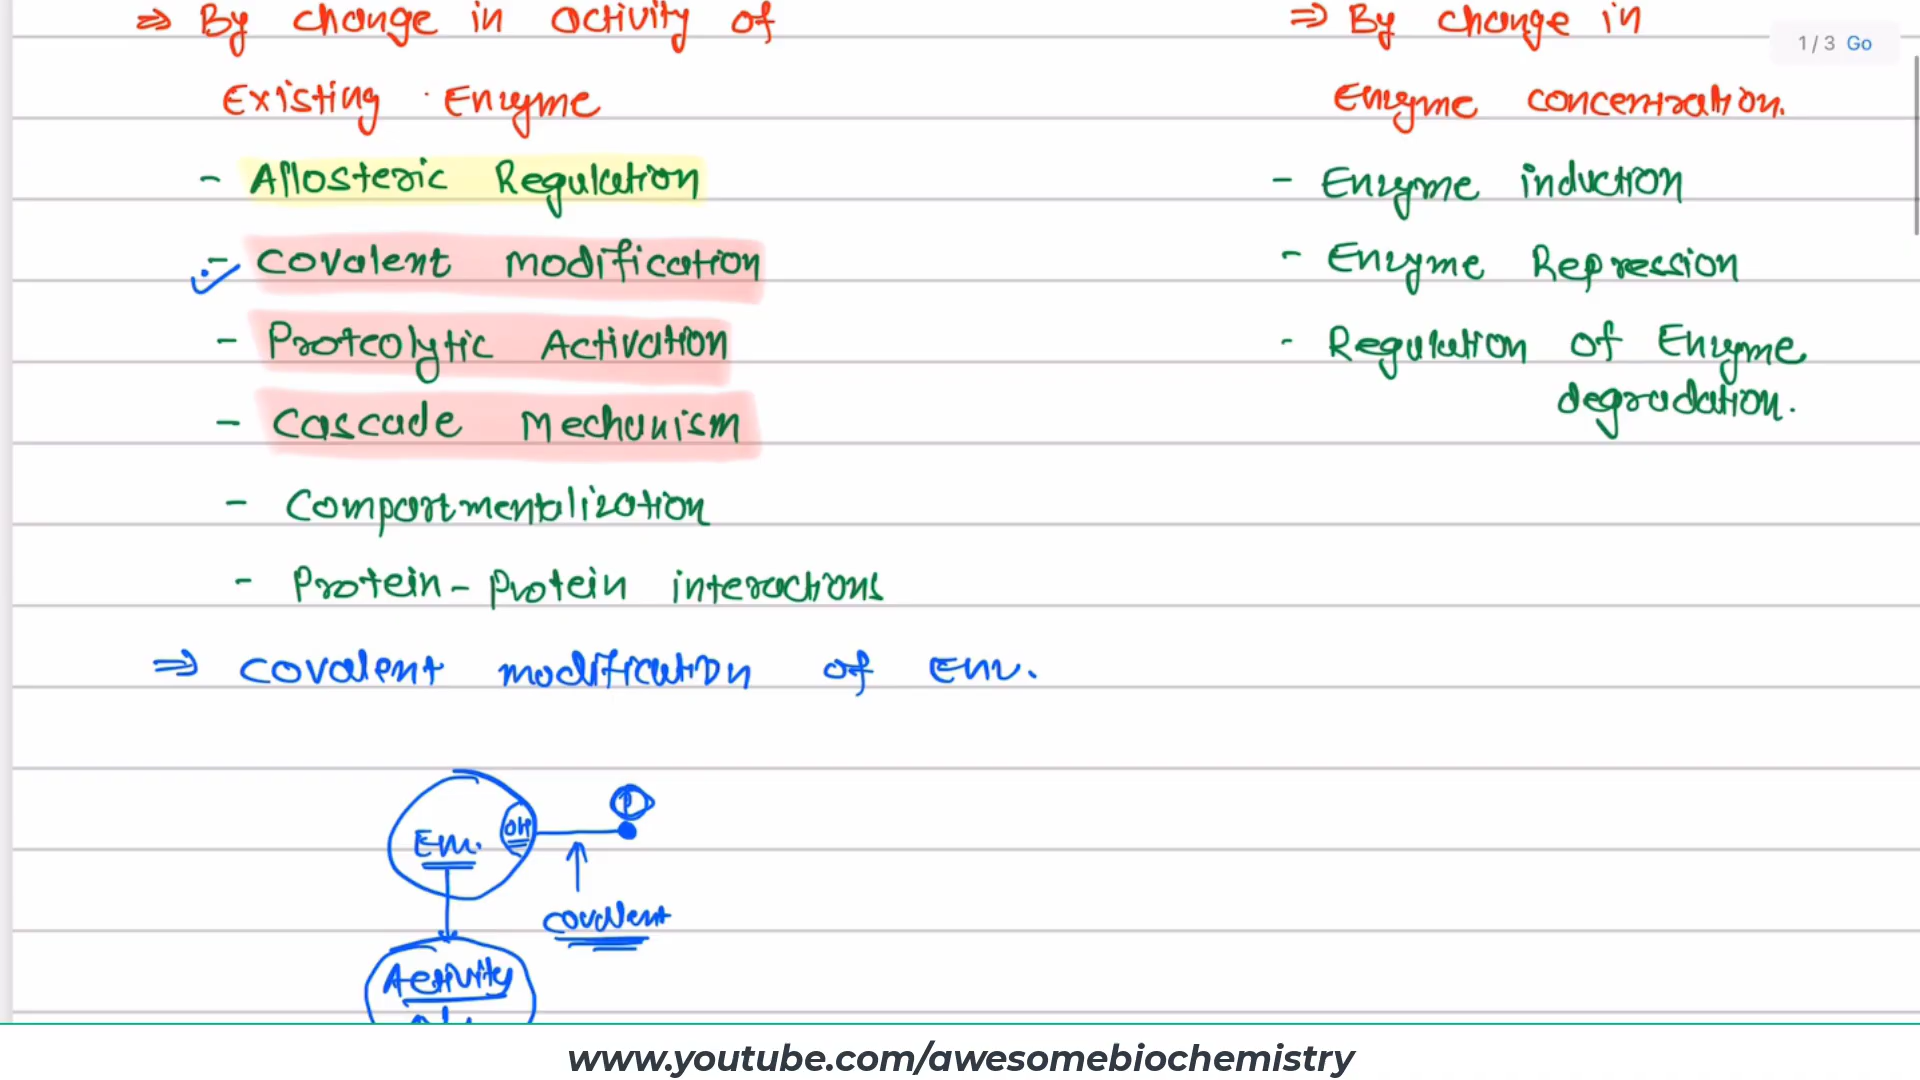 ⇒ By change in activity of
Existing Enzyme
- Allosteric Regulation
- Covalent modification
- Proteolytic Activation
- Cascade Mechanism
- Compartmentalization
- Protein-Protein interactions
⇒ By change in
Enzyme concentration.
- Enzyme induction
- Enzyme Repression
- Regulation of Enzyme
degradation.
1 / 3 Go
⇒ Covalent modification of Enz.
Enz. OH P
Covalent
Activity
www.youtube.com/awesomebiochemistry